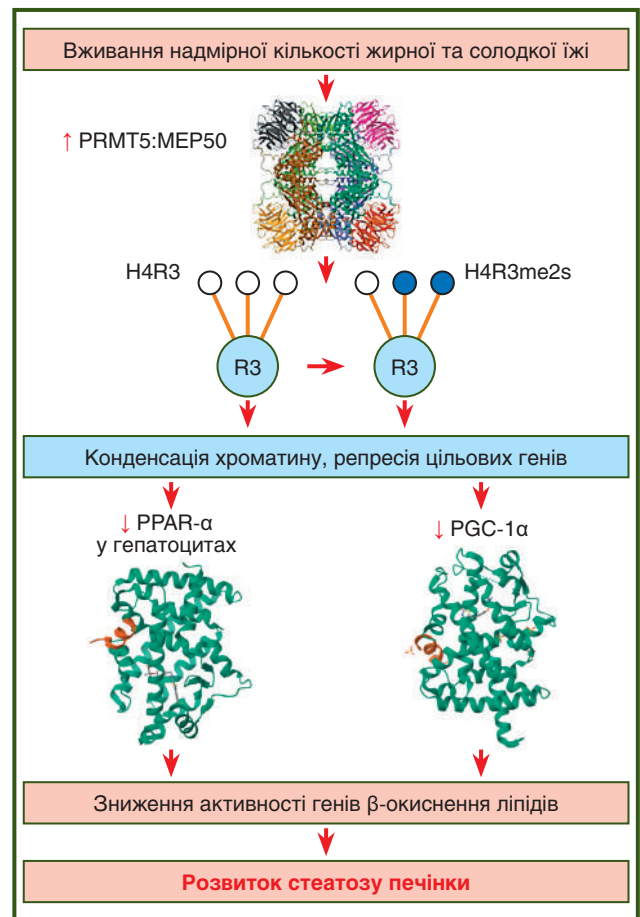 Вживання надмірної кількості жирної та солодкої їжі
↑ PRMT5:MEP50
H4R3
H4R3me2s
R3
R3
Конденсація хроматину, репресія цільових генів
↓ PPAR-α
у гепатоцитах
↓ PGC-1α
Зниження активності генів β-окиснення ліпідів
Розвиток стеатозу печінки